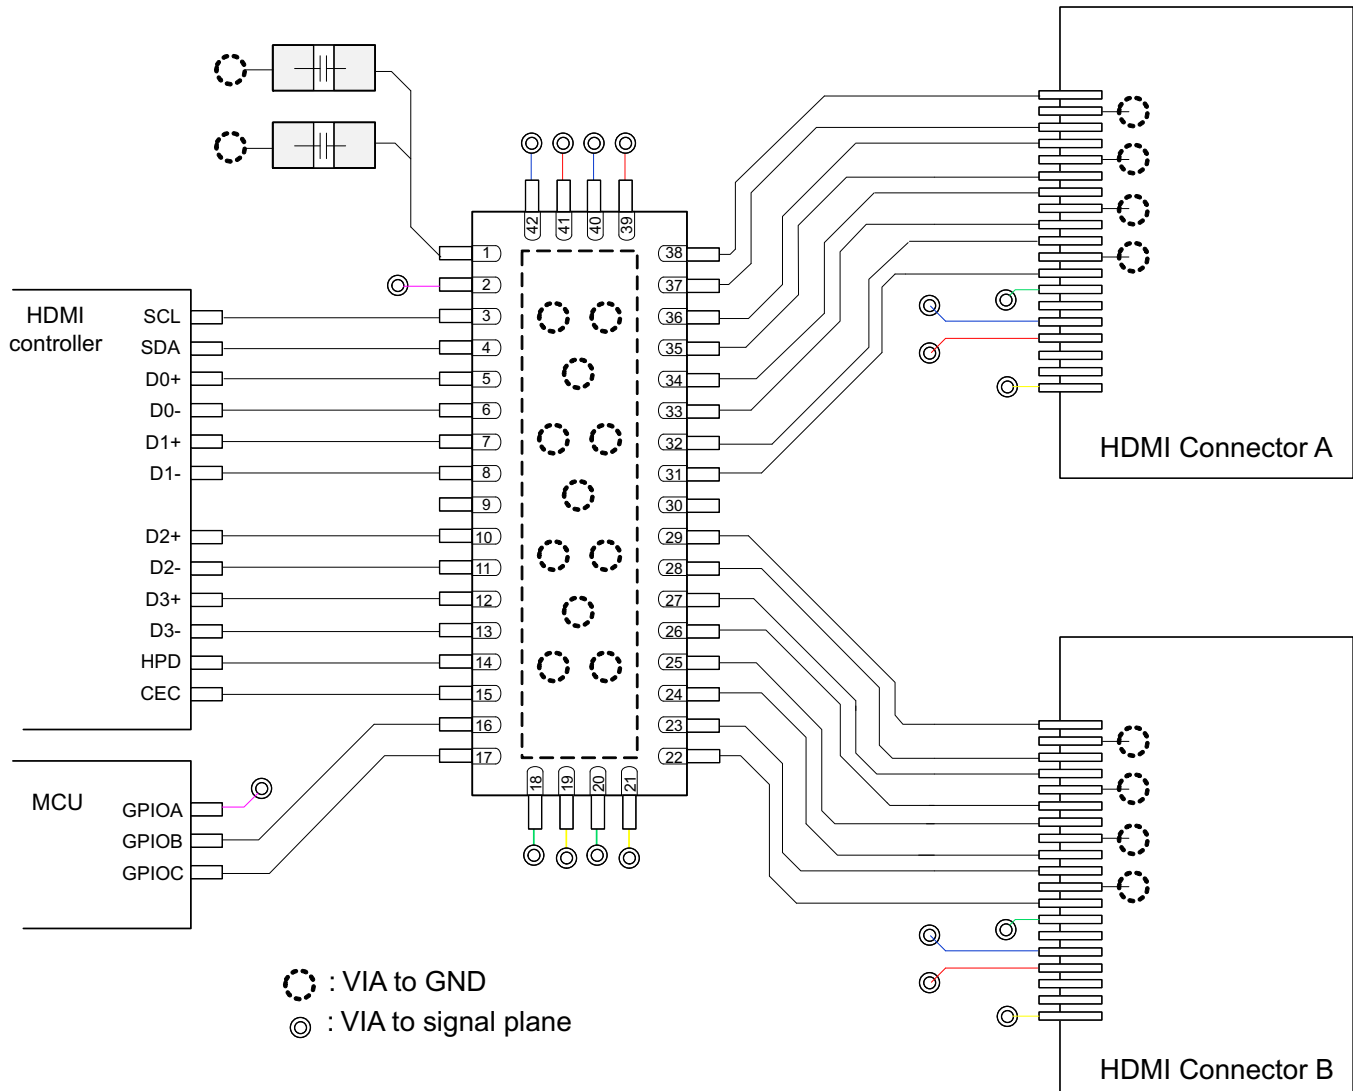 HDMI Connector A
42
41
40
39
1
2
3
4
5
6
7
8
9
10
11
12
13
14
15
16
17
38
37
36
35
34
33
32
31
30
29
28
27
26
25
24
23
22
18
19
20
21
HDMI
controller
SCL
SDA
D0+
D0-
D1+
D1-
D2+
D2-
D3+
D3-
HPD
CEC
MCU
GPIOA
GPIOB
GPIOC
: VIA to GND
: VIA to signal plane
HDMI Connector B